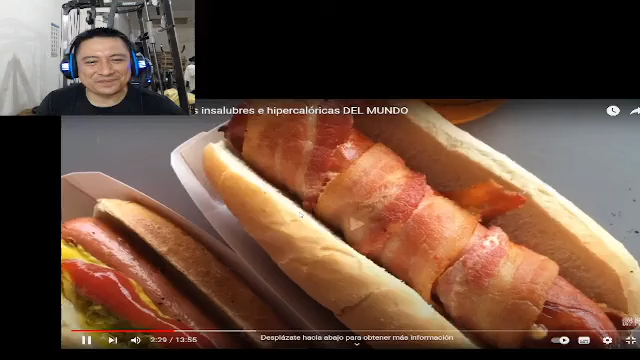 s insalubres e hipercalóricas DEL MUNDO
2:29 / 13:55
Desplázate hacia abajo para obtener más información